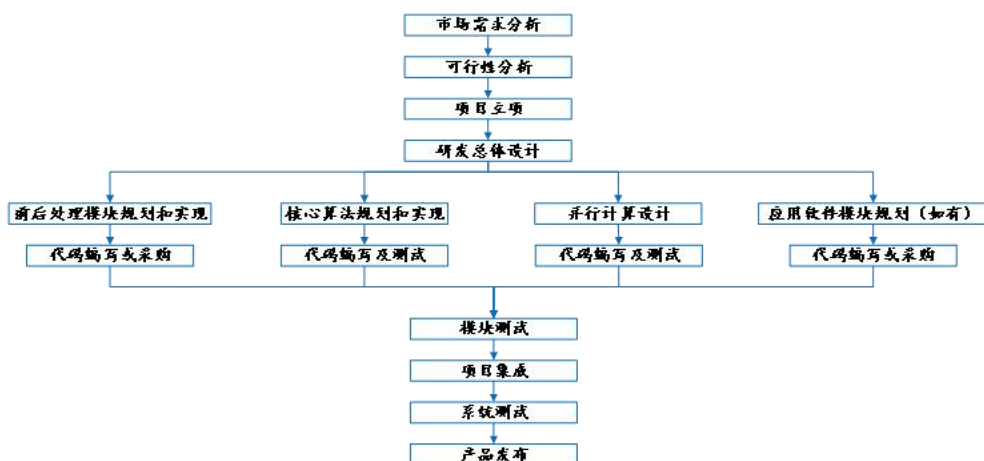 市场需求分析
可行性分析
项目立项
研发总体设计
前后处理模块规划和实现
核心算法规划和实现
并行计算设计
应用软件模块规划（如有）
代码编写或采购
代码编写及测试
代码编写及测试
代码编写或采购
模块测试
项目集成
系统测试
产品发布